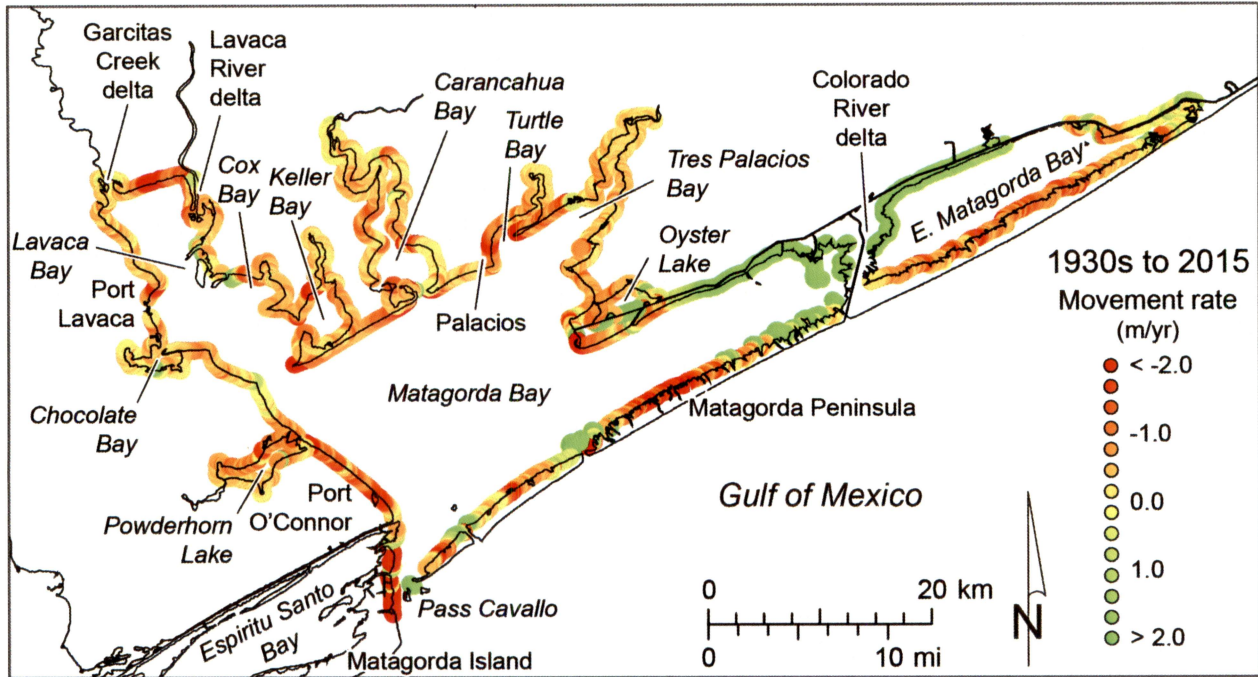 Garcitas
Creek
delta
Lavaca
River
delta
Carancahua
Bay
Turtle
Bay
Colorado
River
delta
Cox
Bay
Keller
Bay
Tres Palacios
Bay
E. Matagorda Bay
Lavaca
Bay
Port
Lavaca
Oyster
Lake
Palacios
Chocolate
Bay
Matagorda Bay
Matagorda Peninsula
Powderhorn
Lake
Port
O'Connor
Gulf of Mexico
Espiritu Santo
Bay
Pass Cavallo
Matagorda Island
1930s to 2015
Movement rate
(m/yr)
< -2.0
-1.0
0.0
1.0
> 2.0
0 20 km
0 10 mi
N